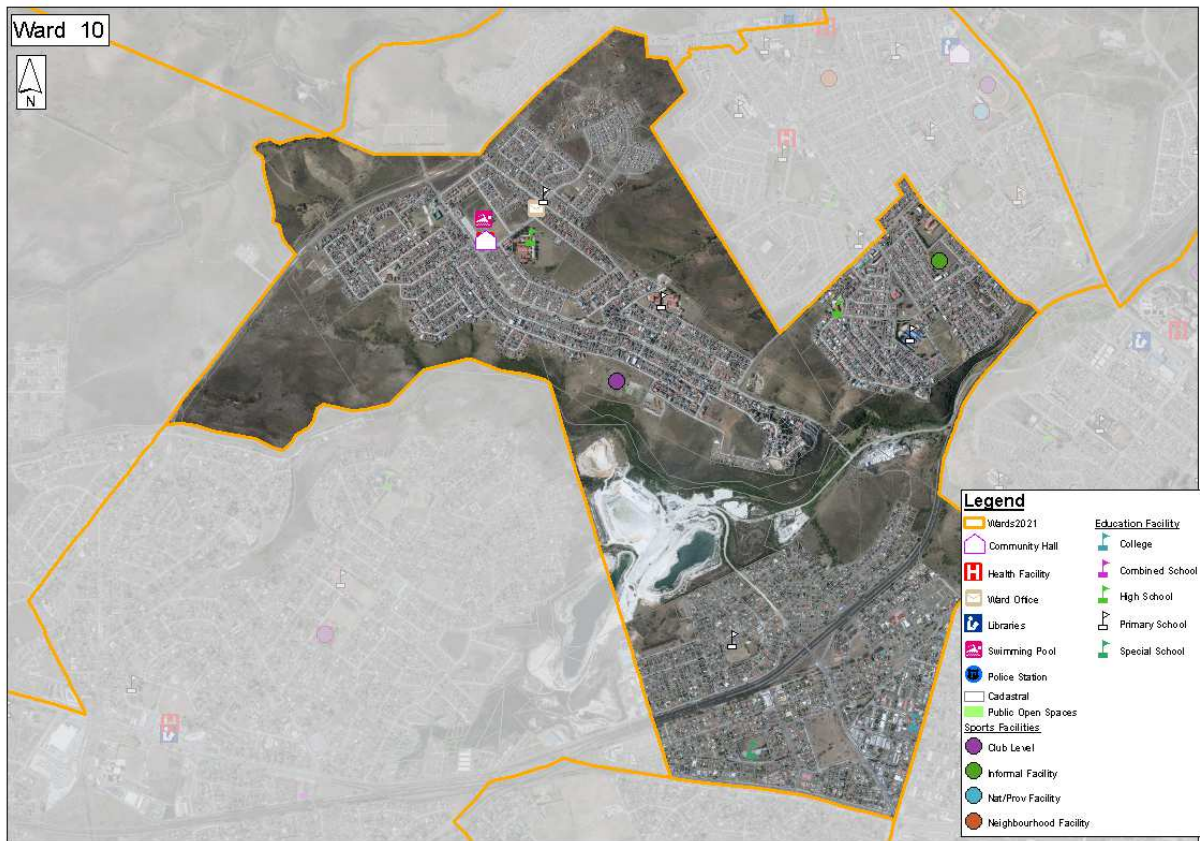 Ward 10
N
Legend
Wards2021
Community Hall
Health Facility
Ward Office
Libraries
Swimming Pool
Police Station
Cadastral
Public Open Spaces
Sports Facilities
Club Level
Informal Facility
Nat/Prov Facility
Neighbourhood Facility
Education Facility
College
Combined School
High School
Primary School
Special School